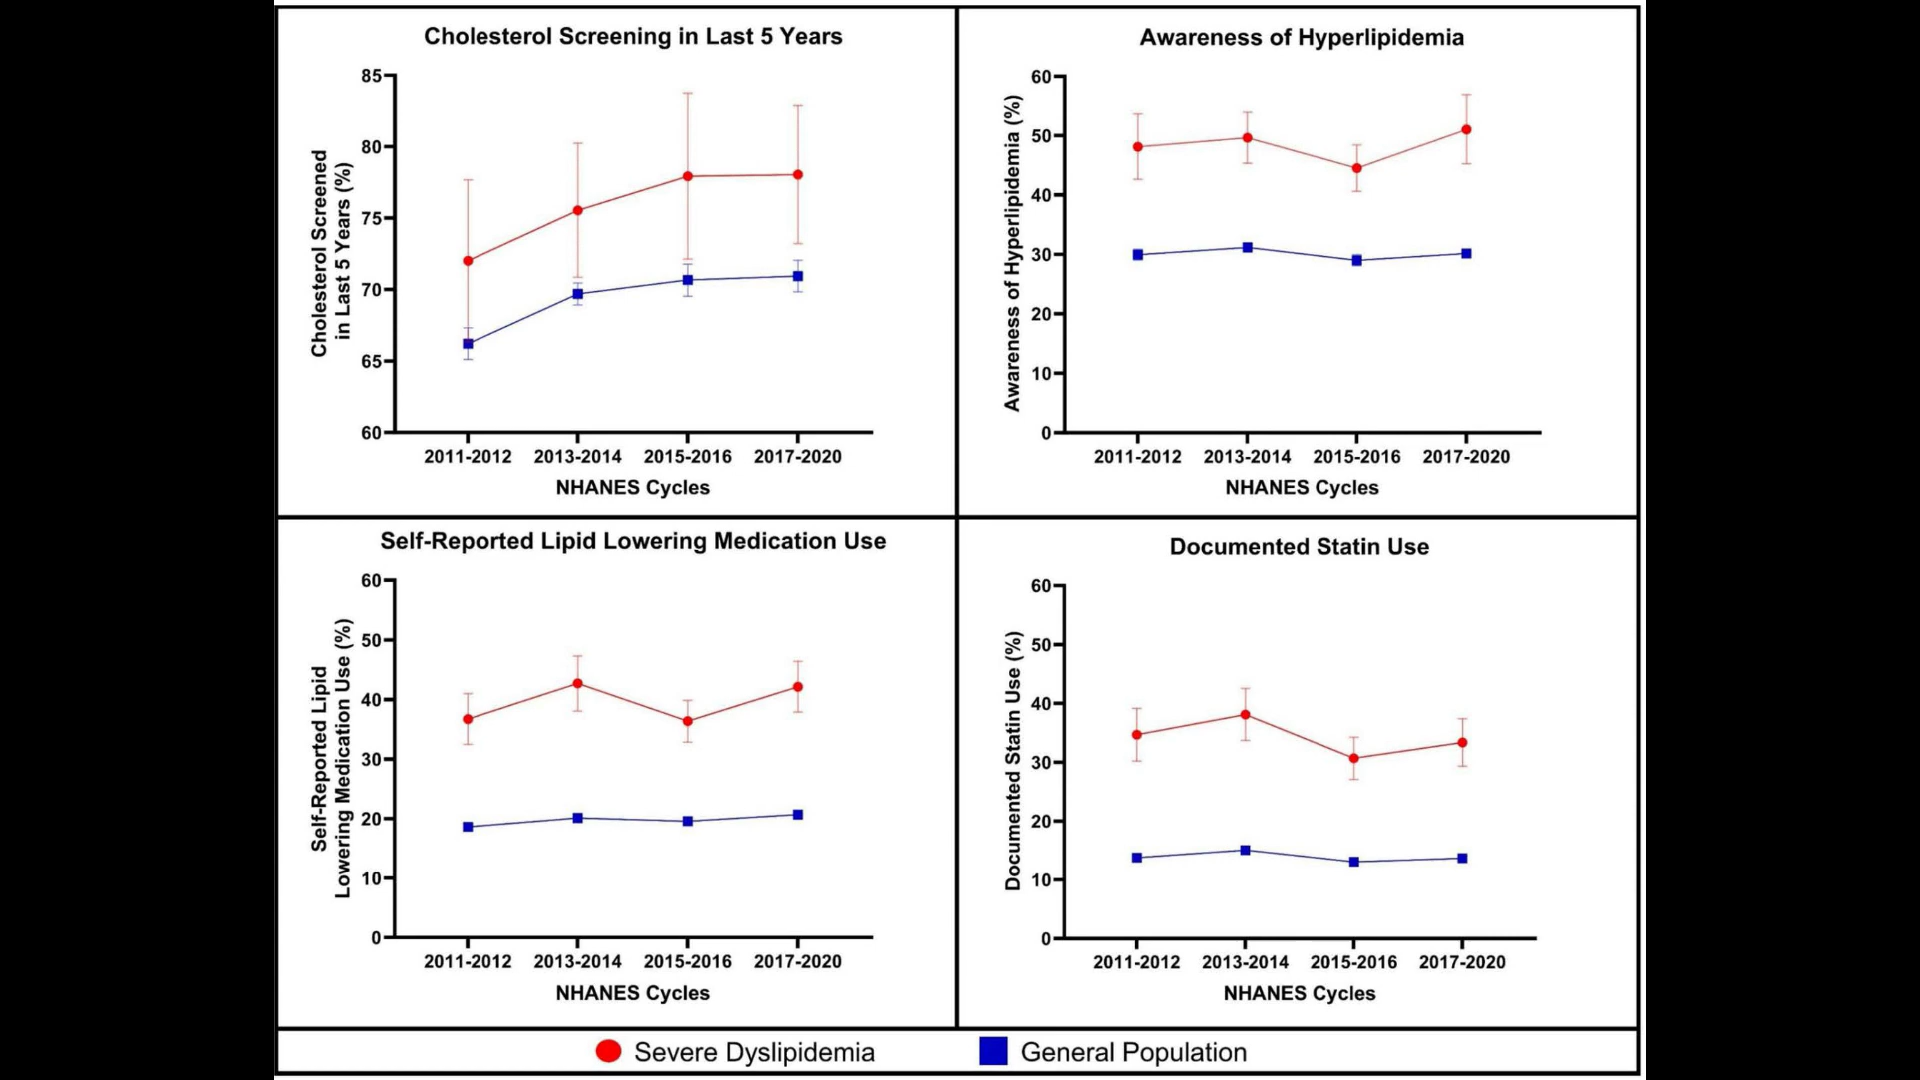 Cholesterol Screening in Last 5 Years
Cholesterol Screened
in Last 5 Years (%)
85
80
75
70
65
60
2011-2012 2013-2014 2015-2016 2017-2020
NHANES Cycles
Awareness of Hyperlipidemia
Awareness of Hyperlipidemia (%)
60
50
40
30
20
10
0
2011-2012 2013-2014 2015-2016 2017-2020
NHANES Cycles
Self-Reported Lipid Lowering Medication Use
Self-Reported Lipid
Lowering Medication Use (%)
60
50
40
30
20
10
0
2011-2012 2013-2014 2015-2016 2017-2020
NHANES Cycles
Documented Statin Use
Documented Statin Use (%)
60
50
40
30
20
10
0
2011-2012 2013-2014 2015-2016 2017-2020
NHANES Cycles
Severe Dyslipidemia
General Population